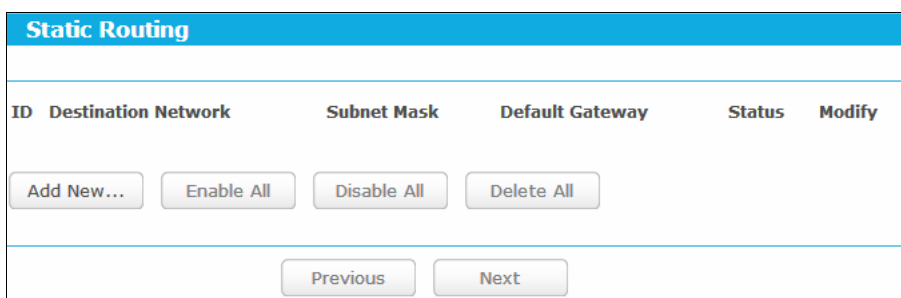 Static Routing
ID Destination Network Subnet Mask Default Gateway Status Modify
Add New... Enable All Disable All Delete All
Previous Next